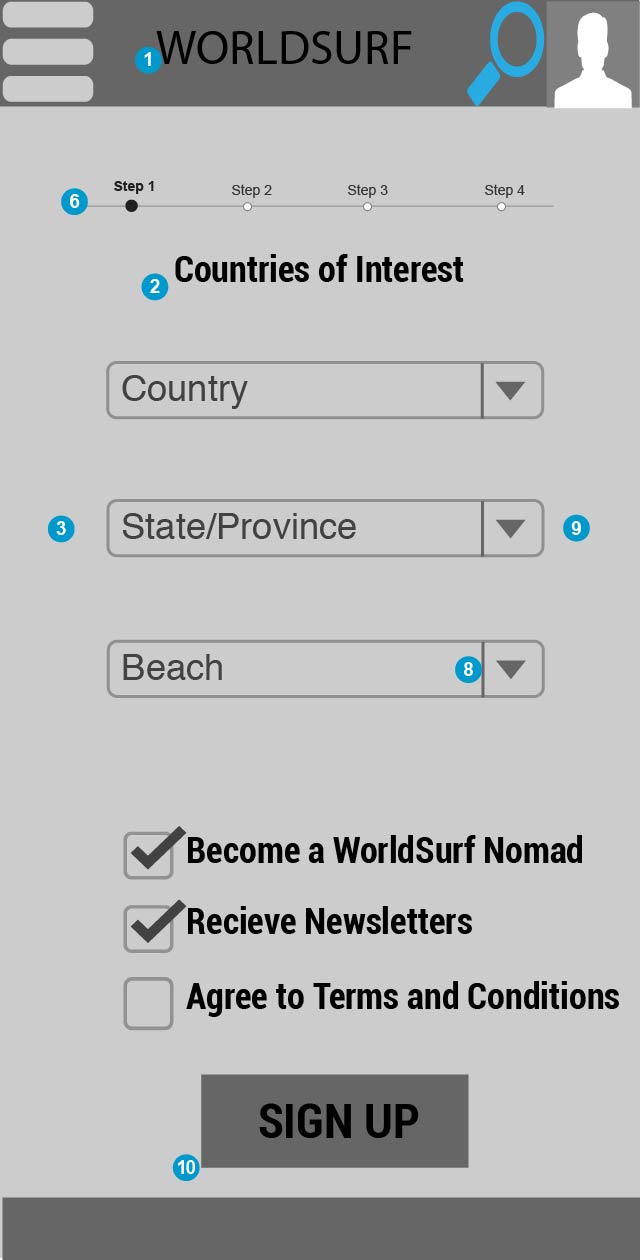 1 WORLDSURF
Step 1 Step 2 Step 3 Step 4
6
Countries of Interest
2
Country
3 State/Province 9
Beach 8
Become a WorldSurf Nomad
Recieve Newsletters
Agree to Terms and Conditions
SIGN UP
10